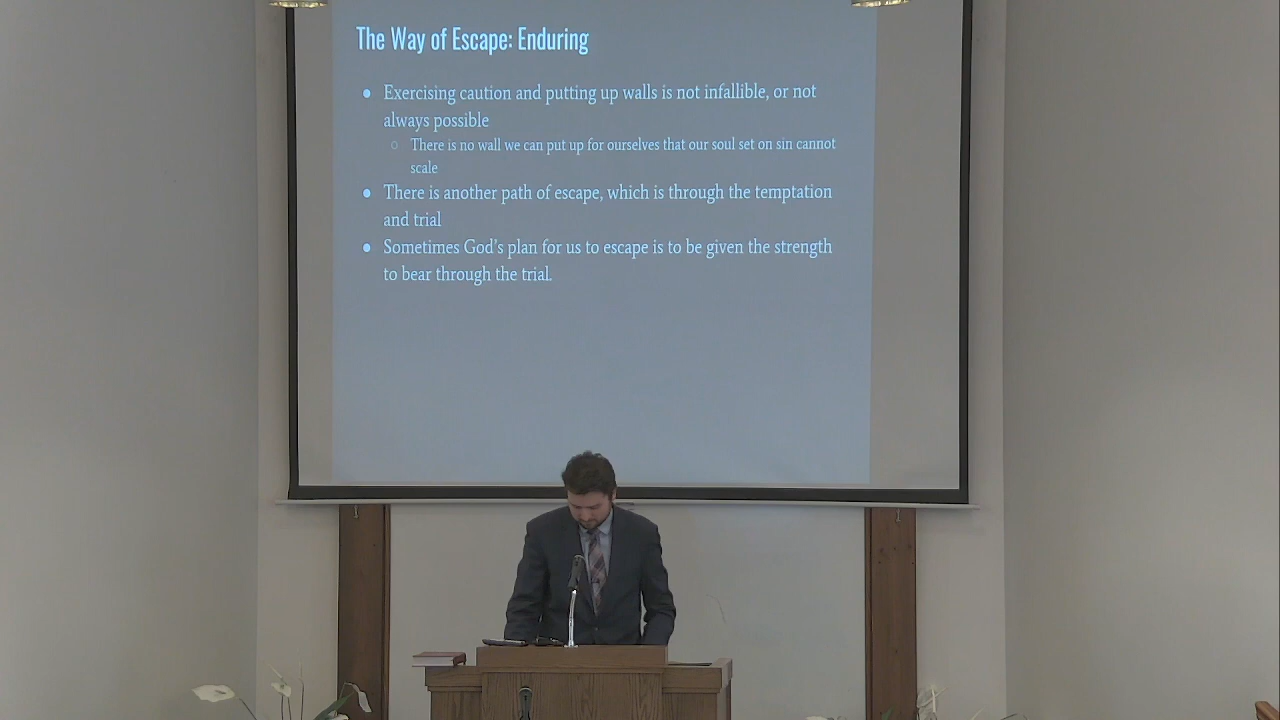 The Way of Escape: Enduring
● Exercising caution and putting up walls is not infallible, or not
always possible
○ There is no wall we can put up for ourselves that our soul set on sin cannot
scale
● There is another path of escape, which is through the temptation
and trial
● Sometimes God's plan for us to escape is to be given the strength
to bear through the trial.